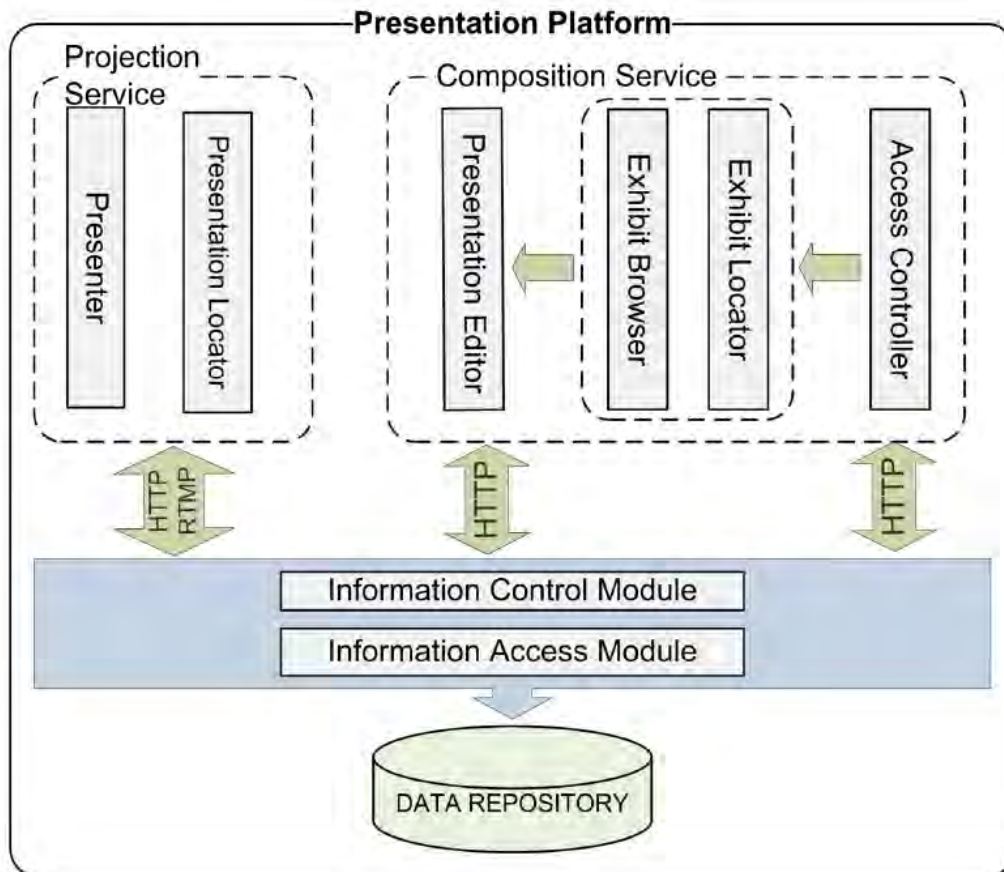 Presentation Platform
Projection
Service
Presenter
Presentation Locator
Composition Service
Presentation Editor
Exhibit Browser
Exhibit Locator
Access Controller
HTTP
RTMP
HTTP
HTTP
Information Control Module
Information Access Module
DATA REPOSITORY